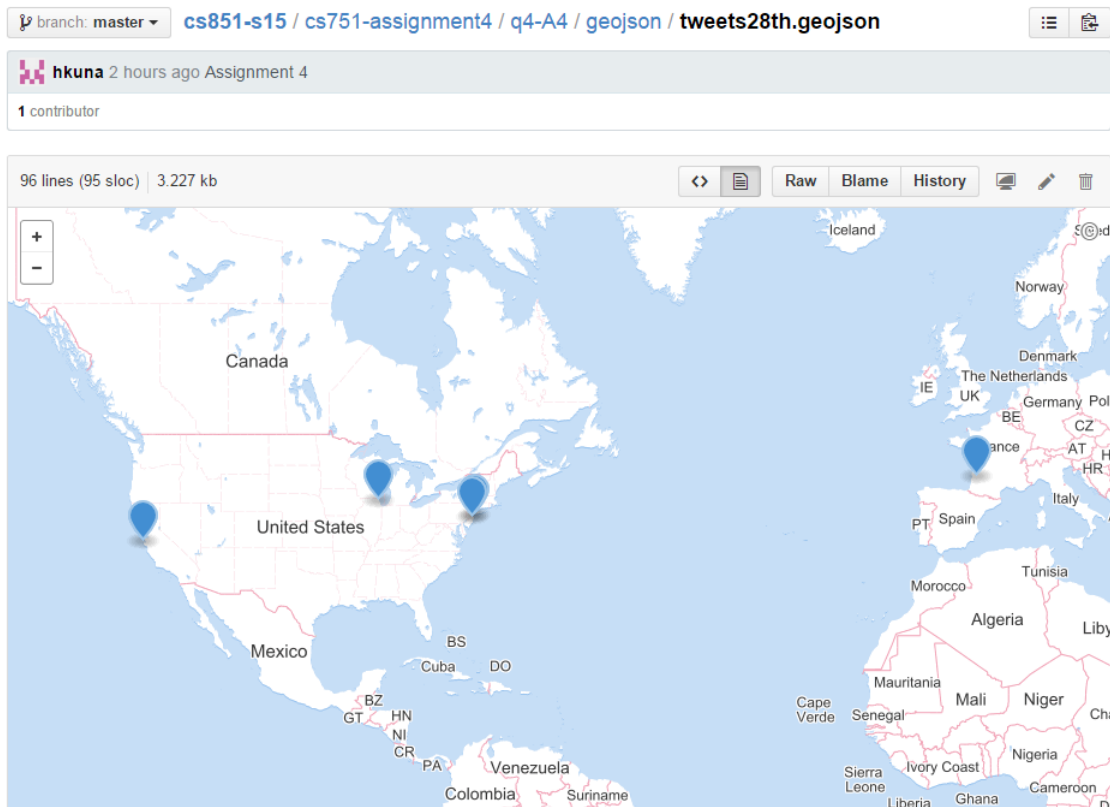 branch: master cs851-s15 / cs751-assignment4 / q4-A4 / geojson / tweets28th.geojson
hkuna 2 hours ago Assignment 4
1 contributor
96 lines (95 sloc) 3.227 kb
<> Raw Blame History
+
−
Iceland
©
Norway
Canada
Denmark
The Netherlands
IE
UK
Germany
BE
CZ
AT
HR
United States
Italy
PT
Spain
Tunisia
Morocco
Algeria
BS
Mexico
Cuba
DO
Mauritania
Mali
Niger
BZ
Cape Verde
Senegal
GT
HN
NI
CR
PA
Nigeria
Venezuela
Ivory Coast
Sierra Leone
Cameroon
Colombia
Suriname
Liberia
Ghana